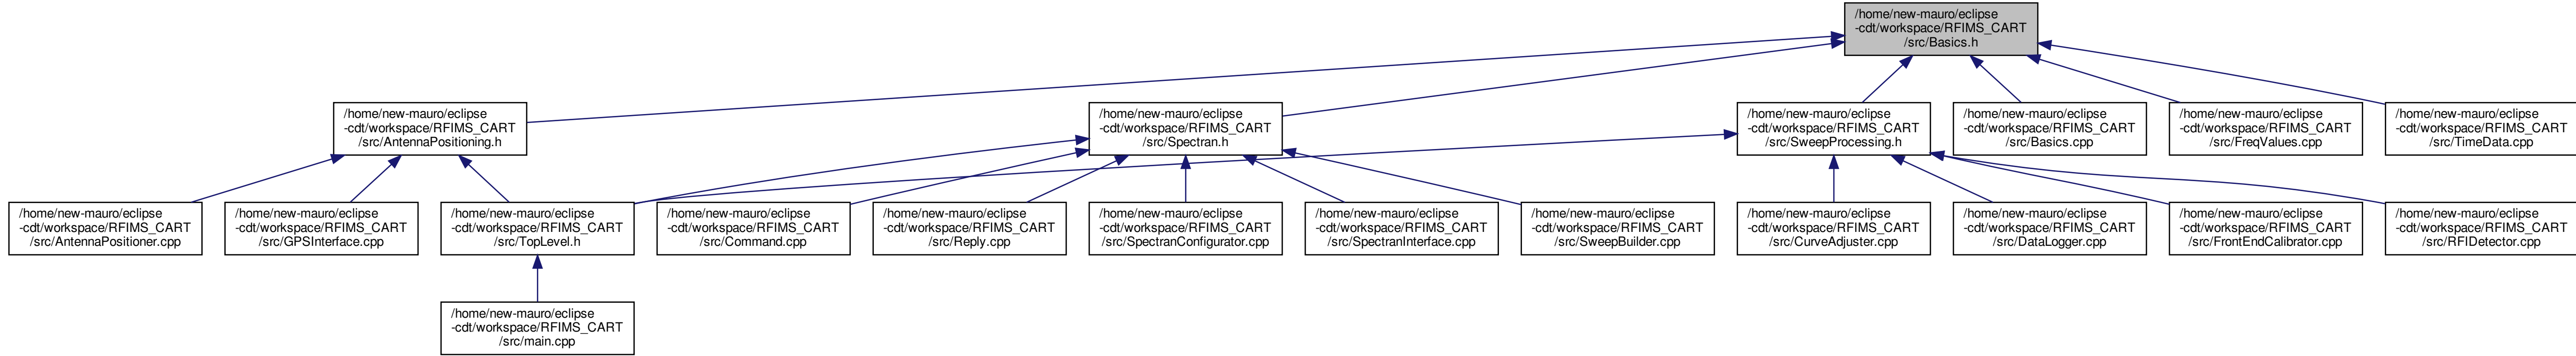 /home/new-mauro/eclipse
-cdt/workspace/RFIMS_CART
/src/Basics.h
/home/new-mauro/eclipse
-cdt/workspace/RFIMS_CART
/src/AntennaPositioning.h
/home/new-mauro/eclipse
-cdt/workspace/RFIMS_CART
/src/Spectran.h
/home/new-mauro/eclipse
-cdt/workspace/RFIMS_CART
/src/SweepProcessing.h
/home/new-mauro/eclipse
-cdt/workspace/RFIMS_CART
/src/Basics.cpp
/home/new-mauro/eclipse
-cdt/workspace/RFIMS_CART
/src/FreqValues.cpp
/home/new-mauro/eclipse
-cdt/workspace/RFIMS_CART
/src/TimeData.cpp
/home/new-mauro/eclipse
-cdt/workspace/RFIMS_CART
/src/AntennaPositioner.cpp
/home/new-mauro/eclipse
-cdt/workspace/RFIMS_CART
/src/GPSInterface.cpp
/home/new-mauro/eclipse
-cdt/workspace/RFIMS_CART
/src/TopLevel.h
/home/new-mauro/eclipse
-cdt/workspace/RFIMS_CART
/src/Command.cpp
/home/new-mauro/eclipse
-cdt/workspace/RFIMS_CART
/src/Reply.cpp
/home/new-mauro/eclipse
-cdt/workspace/RFIMS_CART
/src/SpectranConfigurator.cpp
/home/new-mauro/eclipse
-cdt/workspace/RFIMS_CART
/src/SpectranInterface.cpp
/home/new-mauro/eclipse
-cdt/workspace/RFIMS_CART
/src/SweepBuilder.cpp
/home/new-mauro/eclipse
-cdt/workspace/RFIMS_CART
/src/CurveAdjuster.cpp
/home/new-mauro/eclipse
-cdt/workspace/RFIMS_CART
/src/DataLogger.cpp
/home/new-mauro/eclipse
-cdt/workspace/RFIMS_CART
/src/FrontEndCalibrator.cpp
/home/new-mauro/eclipse
-cdt/workspace/RFIMS_CART
/src/RFIDetector.cpp
/home/new-mauro/eclipse
-cdt/workspace/RFIMS_CART
/src/main.cpp